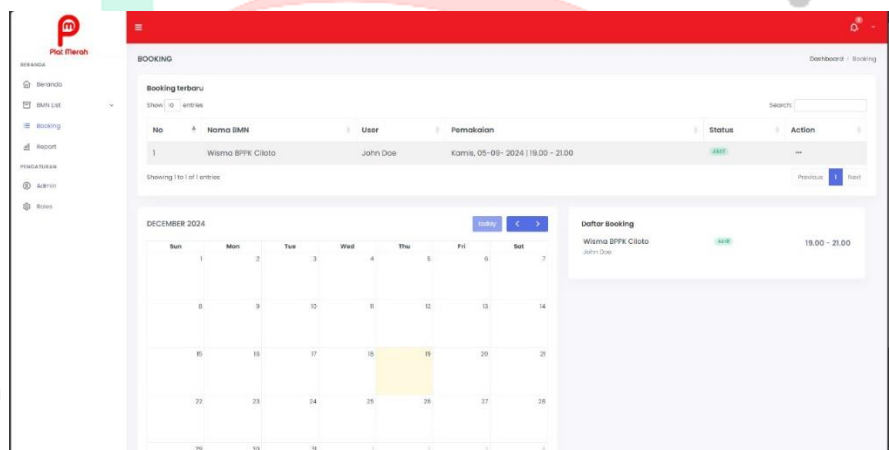 Plat Merah
BERANDA
Beranda
BMN List
Booking
Report
PENGATURAN
Admin
Roles
BOOKING
Dashboard / Booking
Booking terbaru
Show 10 entries
Search:
No Nama BMN User Pemakaian Status Action
1 Wisma BPPK Ciloto John Doe Kamis, 05-09- 2024 | 19.00 - 21.00 ...
Showing 1 to 1 of 1 entries
Previous 1 Next
DECEMBER 2024
today
Sun Mon Tue Wed Thu Fri Sat
1 2 3 4 5 6 7
8 9 10 11 12 13 14
15 16 17 18 19 20 21
22 23 24 25 26 27 28
29 30 31
Daftar Booking
Wisma BPPK Ciloto 19.00 - 21.00
John Doe